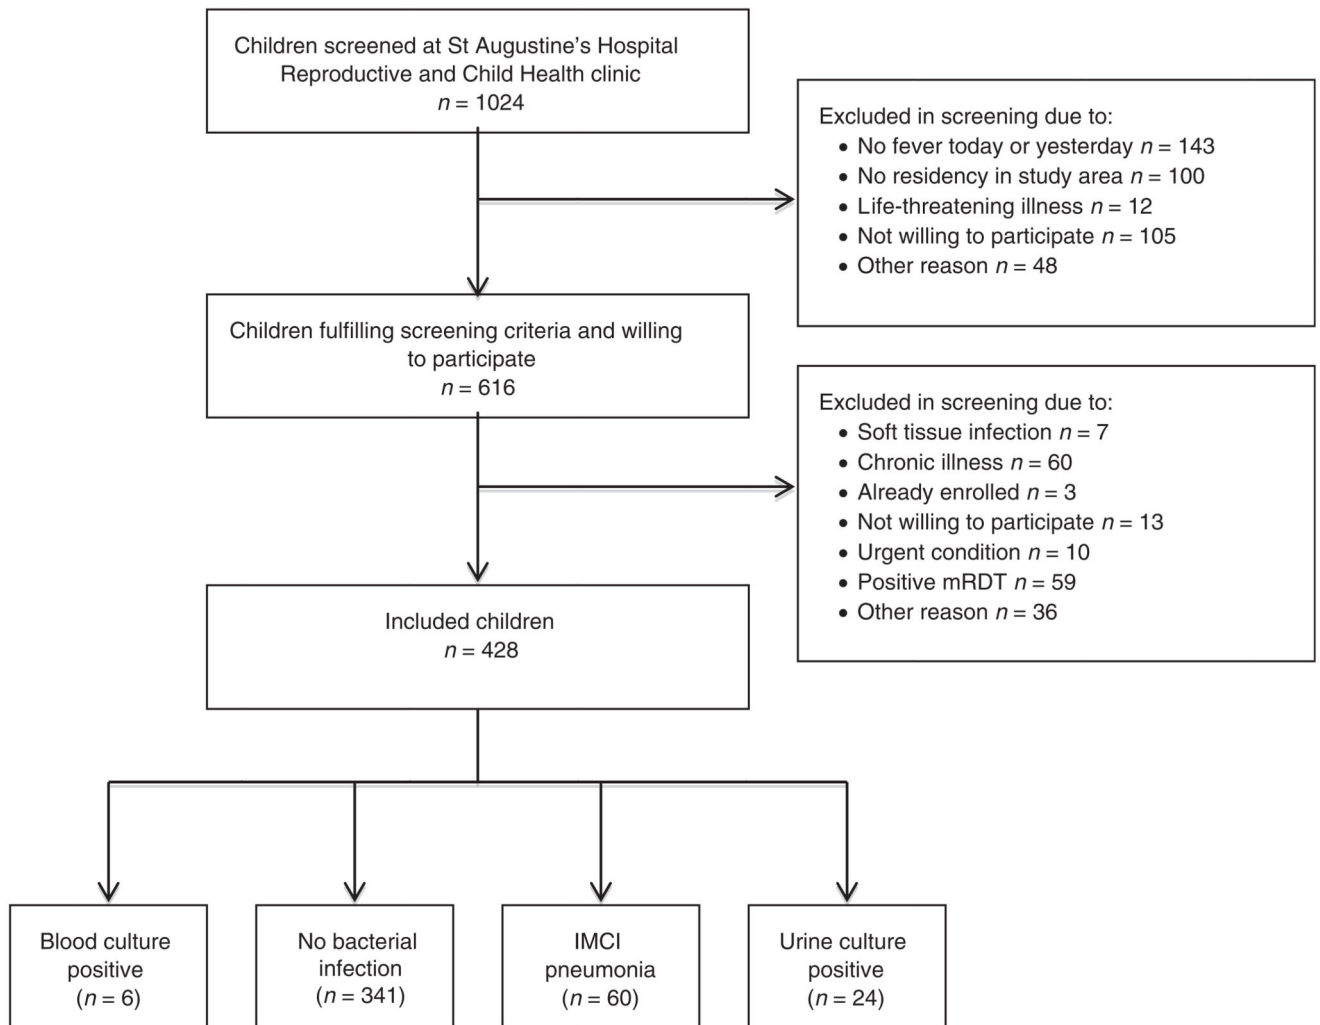 Children screened at St Augustine’s Hospital
Reproductive and Child Health clinic
n = 1024
Excluded in screening due to:
• No fever today or yesterday n = 143
• No residency in study area n = 100
• Life-threatening illness n = 12
• Not willing to participate n = 105
• Other reason n = 48
Children fulfilling screening criteria and willing
to participate
n = 616
Excluded in screening due to:
• Soft tissue infection n = 7
• Chronic illness n = 60
• Already enrolled n = 3
• Not willing to participate n = 13
• Urgent condition n = 10
• Positive mRDT n = 59
• Other reason n = 36
Included children
n = 428
Blood culture
positive
(n = 6)
No bacterial
infection
(n = 341)
IMCI
pneumonia
(n = 60)
Urine culture
positive
(n = 24)